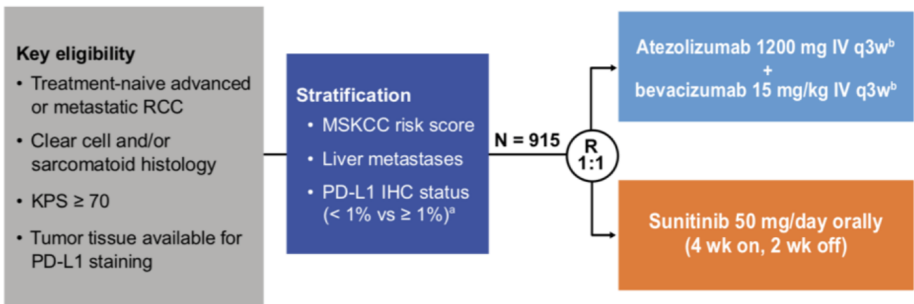 Key eligibility
• Treatment-naive advanced
or metastatic RCC
• Clear cell and/or
sarcomatoid histology
• KPS ≥ 70
• Tumor tissue available for
PD-L1 staining
Stratification
• MSKCC risk score
• Liver metastases
• PD-L1 IHC status
(< 1% vs ≥ 1%)ᵃ
N = 915
R
1:1
Atezolizumab 1200 mg IV q3wᵇ
+
bevacizumab 15 mg/kg IV q3wᵇ
Sunitinib 50 mg/day orally
(4 wk on, 2 wk off)